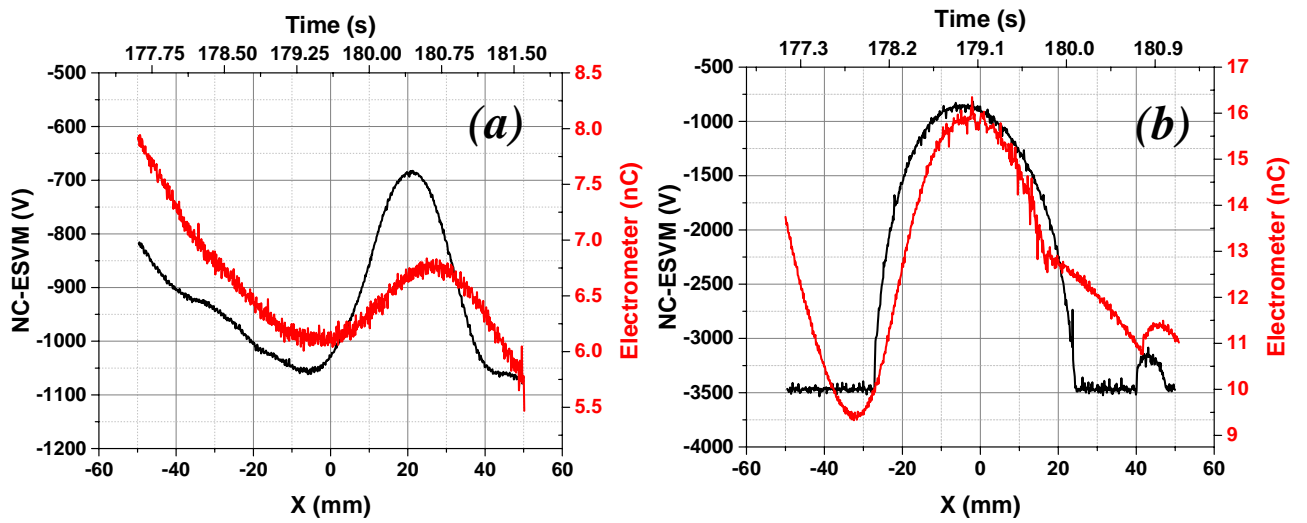 Time (s)
177.75 178.50 179.25 180.00 180.75 181.50
-500
-600
-700
-800
-900
-1000
-1100
-1200
NC-ESVM (V)
(a)
8.5
8.0
7.5
7.0
6.5
6.0
5.5
Electrometer (nC)
-60 -40 -20 0 20 40 60
X (mm)
Time (s)
177.3 178.2 179.1 180.0 180.9
-500
-1000
-1500
-2000
-2500
-3000
-3500
-4000
NC-ESVM (V)
(b)
17
16
15
14
13
12
11
10
9
Electrometer (nC)
-60 -40 -20 0 20 40 60
X (mm)